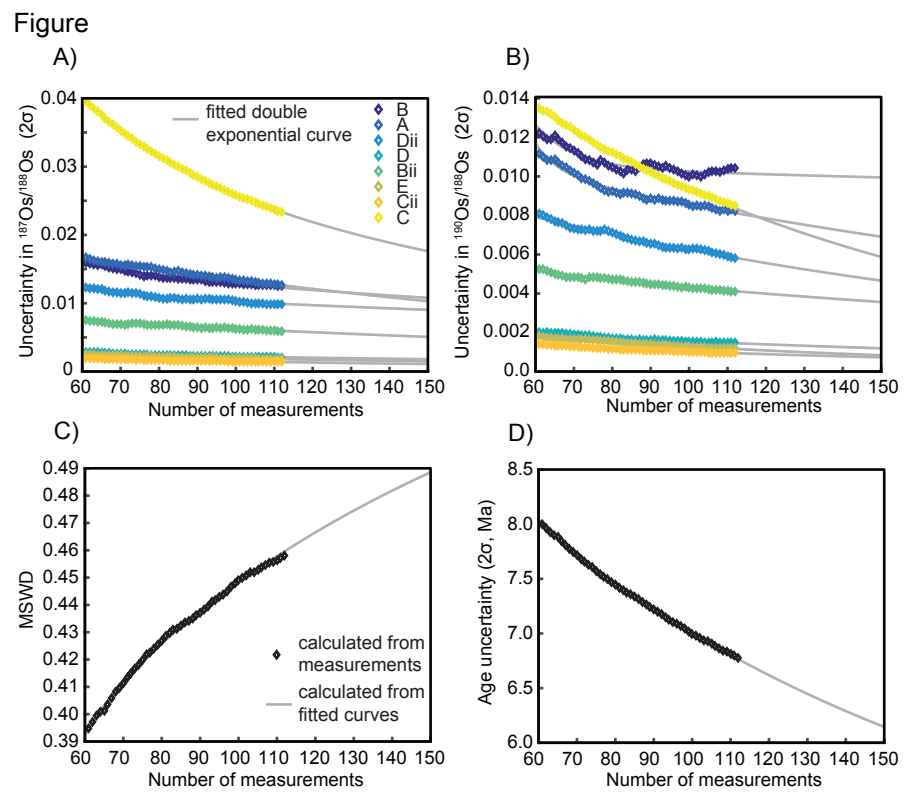 Figure
A)
Uncertainty in ¹⁸⁷Os/¹⁸⁸Os (2σ)
0.04
0.03
0.02
0.01
0
fitted double
exponential curve
B
A
Dii
D
Bii
E
Cii
C
60 70 80 90 100 110 120 130 140 150
Number of measurements
B)
Uncertainty in ¹⁹⁰Os/¹⁸⁸Os (2σ)
0.014
0.012
0.010
0.008
0.006
0.004
0.002
0.0
60 70 80 90 100 110 120 130 140 150
Number of measurements
C)
MSWD
0.49
0.48
0.47
0.46
0.45
0.44
0.43
0.42
0.41
0.40
0.39
calculated from
measurements
calculated from
fitted curves
60 70 80 90 100 110 120 130 140 150
Number of measurements
D)
Age uncertainty (2σ, Ma)
8.5
8.0
7.5
7.0
6.5
6.0
60 70 80 90 100 110 120 130 140 150
Number of measurements